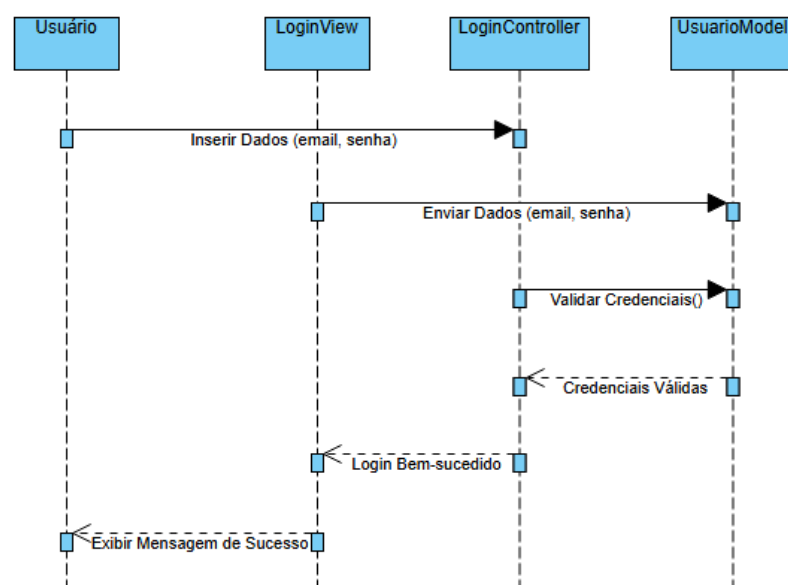 Usuário
LoginView
LoginController
UsuarioModel
Inserir Dados (email, senha)
Enviar Dados (email, senha)
Validar Credenciais()
Credenciais Válidas
Login Bem-sucedido
Exibir Mensagem de Sucesso